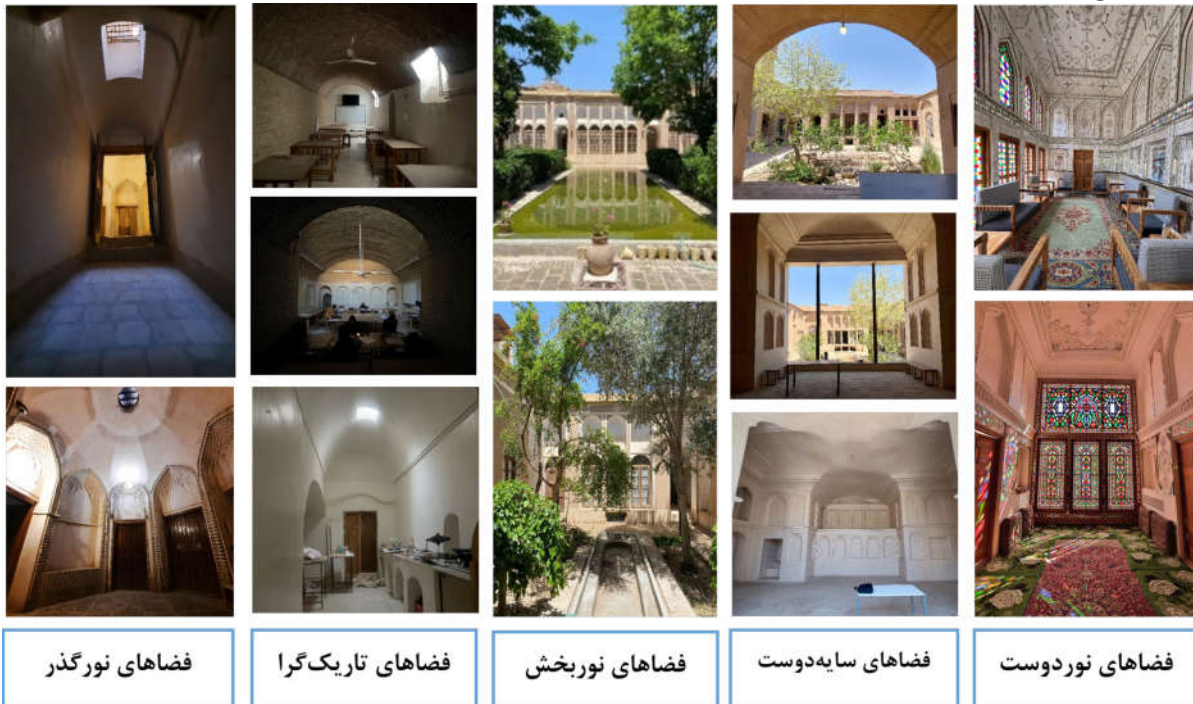 فضاهای نوردوست
فضاهای سایه‌دوست
فضاهای نوربخش
فضاهای تاریک‌گرا
فضاهای نورگذر